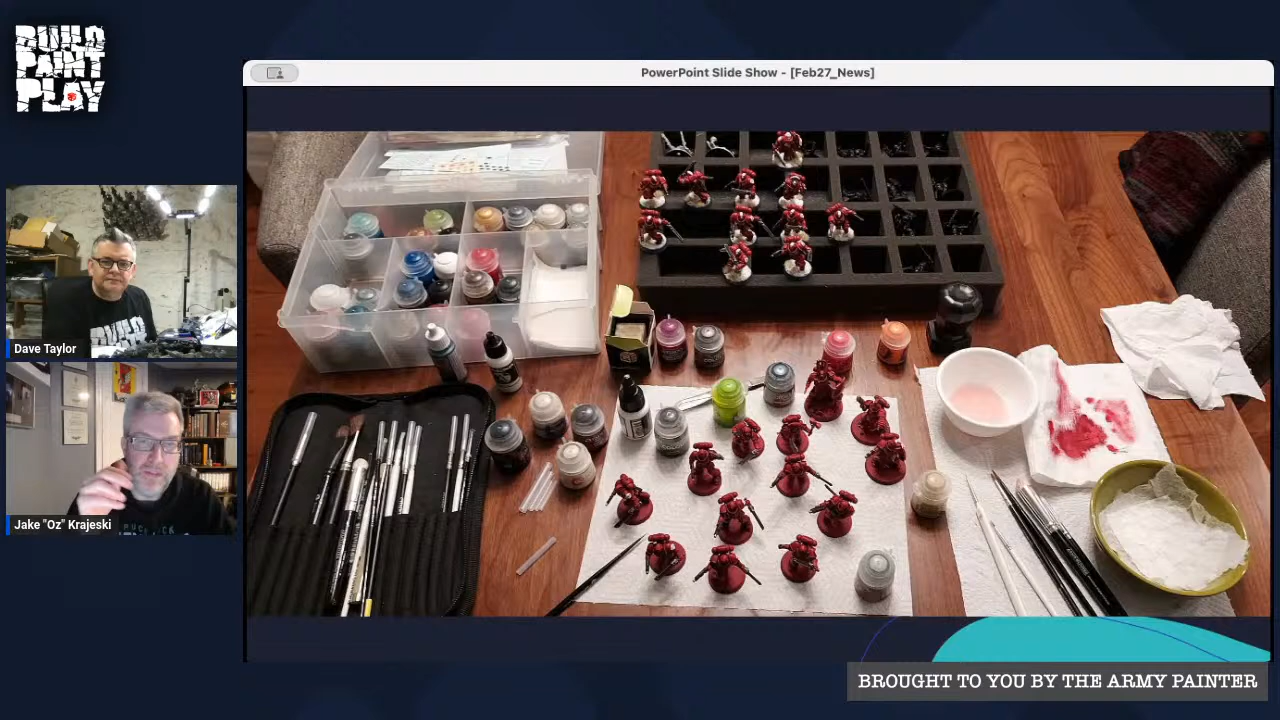 BUILD
PAINT
PLAY
PowerPoint Slide Show - [Feb27_News]
Dave Taylor
Jake "Oz" Krajeski
BROUGHT TO YOU BY THE ARMY PAINTER